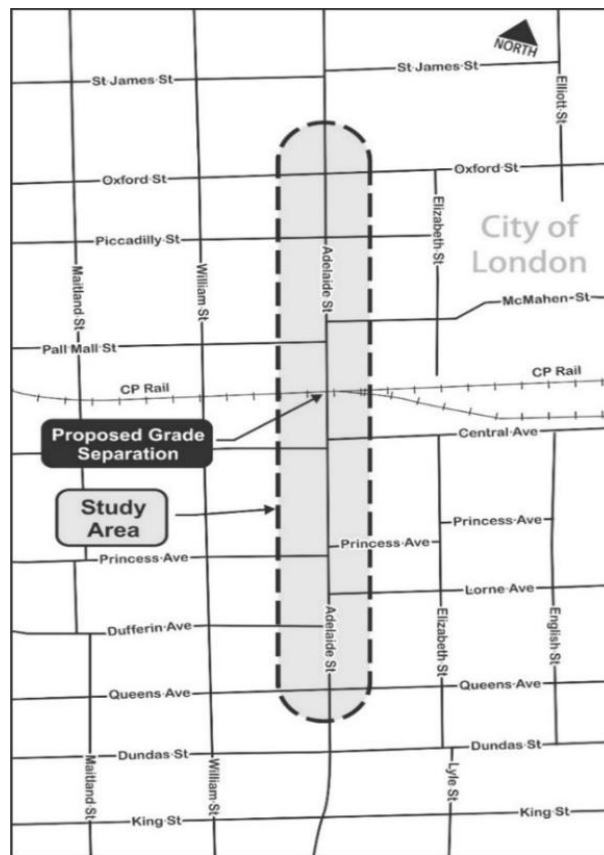 NORTH
St James St
St James St
Elliott St
Oxford St
Oxford St
Elizabeth St
City of
London
Piccadilly St
Adelaide St
Maitland St
William St
McMahen St
Pall Mall St
CP Rail
CP Rail
Proposed Grade
Separation
Central Ave
Study
Area
Princess Ave
Princess Ave
Princess Ave
Lorne Ave
Dufferin Ave
Adelaide St
Elizabeth St
English St
Queens Ave
Queens Ave
Dundas St
Dundas St
Maitland St
William St
Lyle St
King St
King St